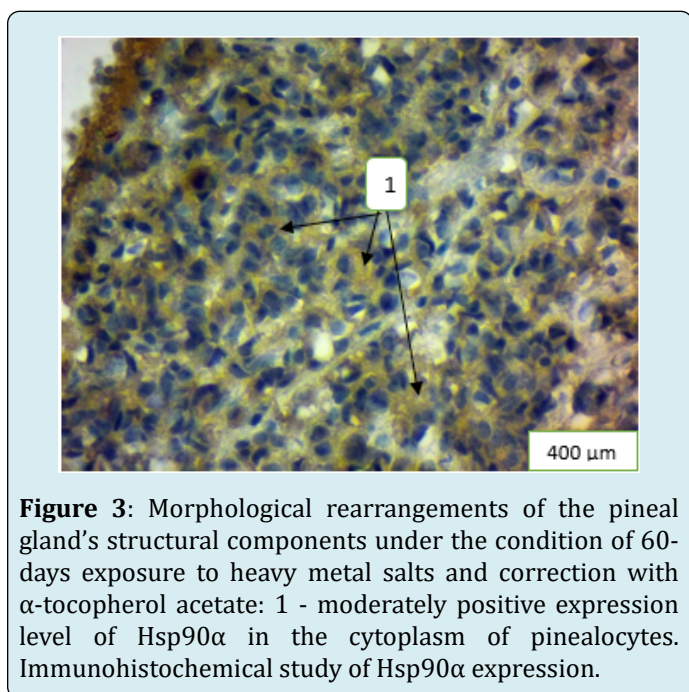 1
400 µm
Figure 3: Morphological rearrangements of the pineal
gland's structural components under the condition of 60-
days exposure to heavy metal salts and correction with
α-tocopherol acetate: 1 - moderately positive expression
level of Hsp90α in the cytoplasm of pinealocytes.
Immunohistochemical study of Hsp90α expression.